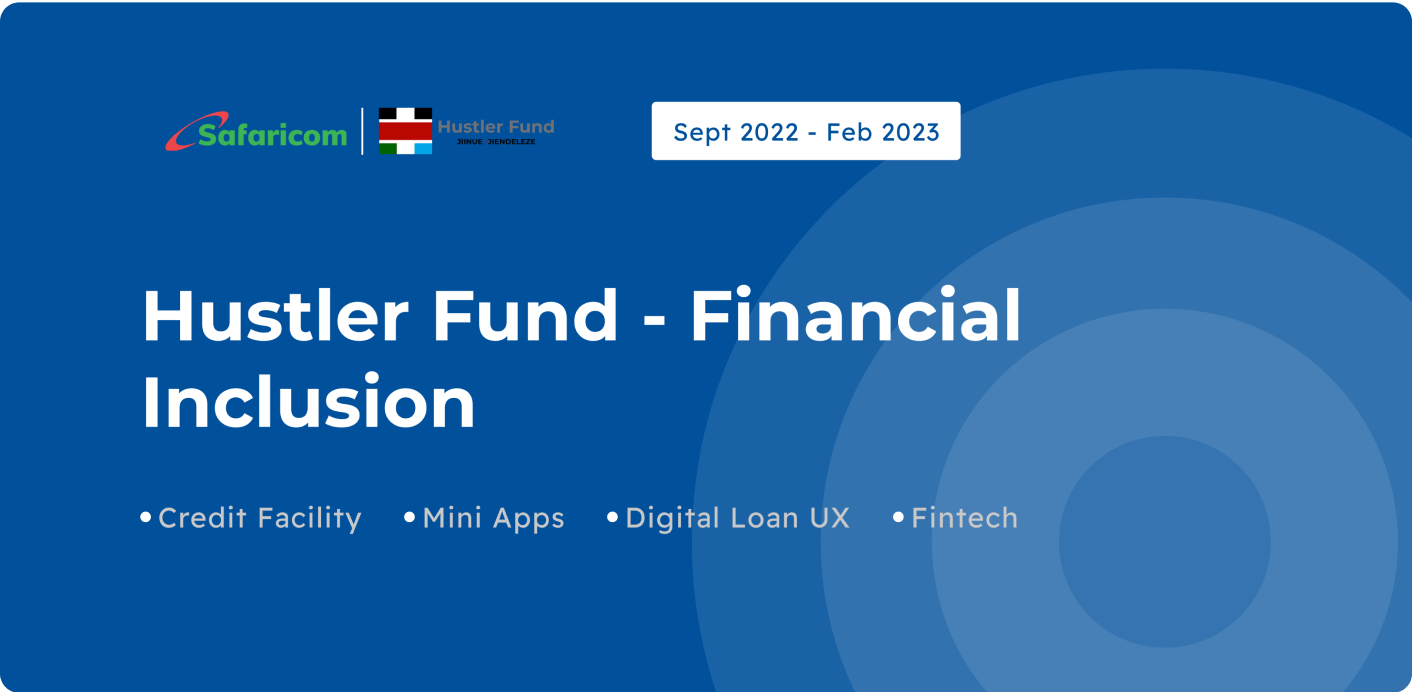 Safaricom
Hustler Fund
JIINUE JIENDELEZE
Sept 2022 - Feb 2023
Hustler Fund - Financial
Inclusion
Credit Facility
Mini Apps
Digital Loan UX
Fintech